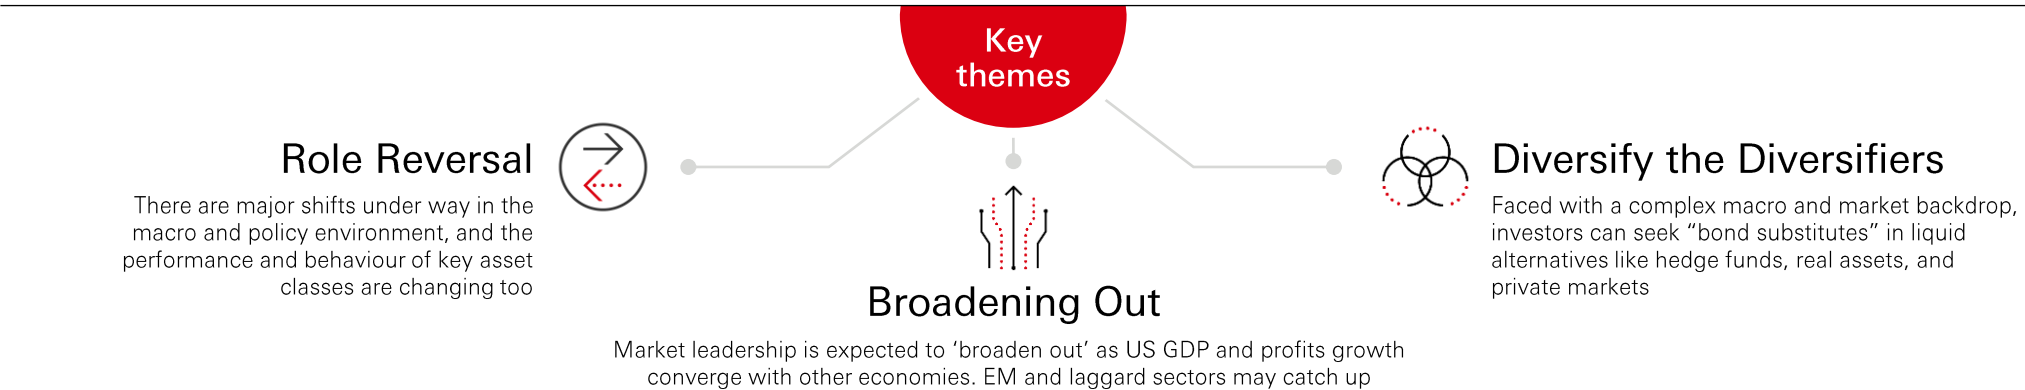 Key
themes
Role Reversal
There are major shifts under way in the
macro and policy environment, and the
performance and behaviour of key asset
classes are changing too
Broadening Out
Market leadership is expected to ‘broaden out’ as US GDP and profits growth
converge with other economies. EM and laggard sectors may catch up
Diversify the Diversifiers
Faced with a complex macro and market backdrop,
investors can seek “bond substitutes” in liquid
alternatives like hedge funds, real assets, and
private markets